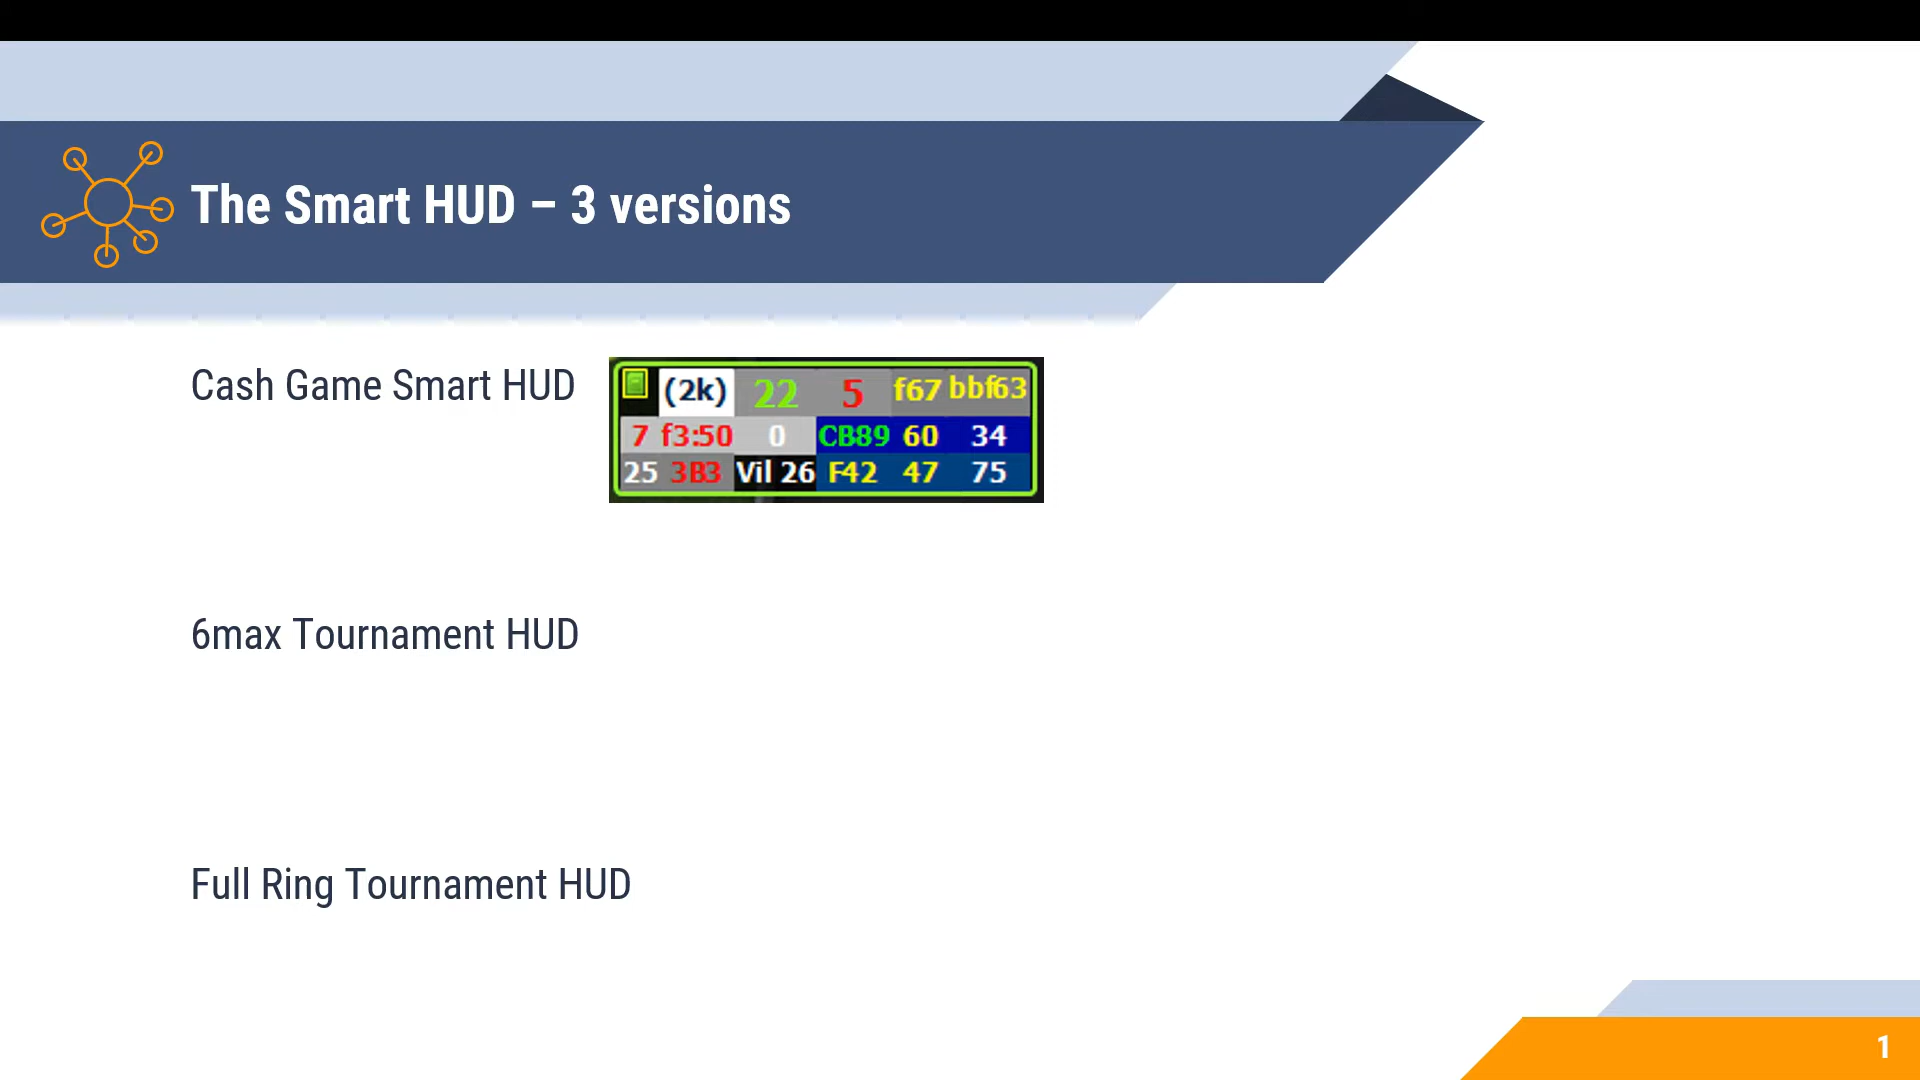 The Smart HUD – 3 versions
Cash Game Smart HUD
(2k) 22 5 f67 bbf63
7 f3:50 0 CB89 60 34
25 3B3 Vil 26 F42 47 75
6max Tournament HUD
Full Ring Tournament HUD
1